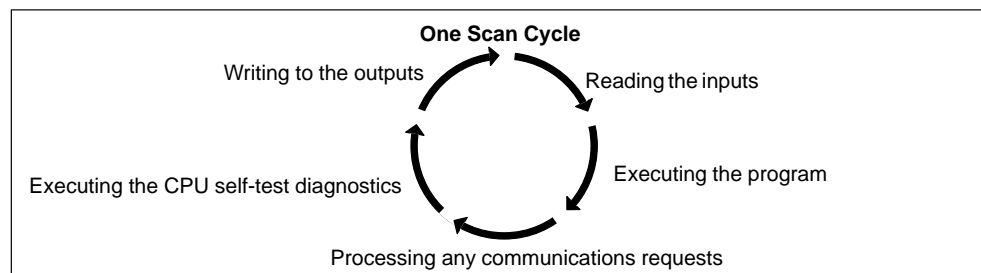 One Scan Cycle
Writing to the outputs
Reading the inputs
Executing the program
Executing the CPU self-test diagnostics
Processing any communications requests